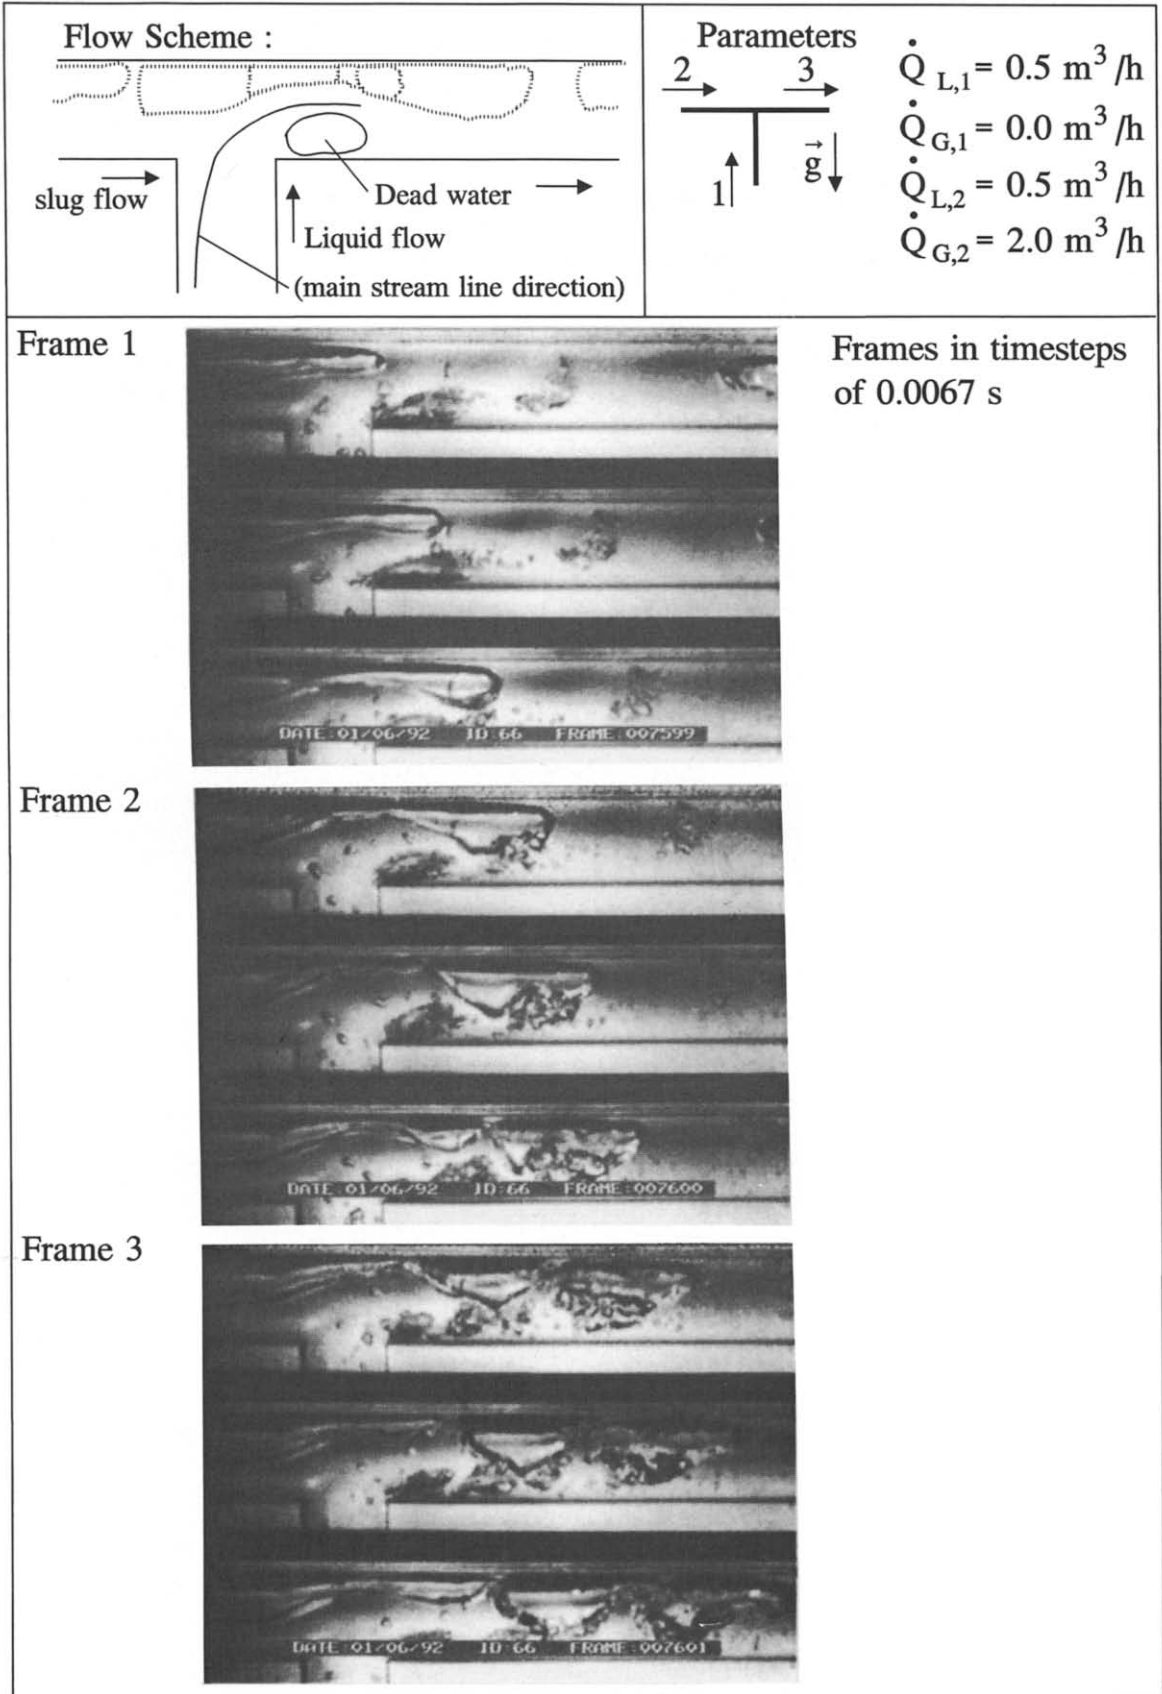 Flow Scheme :
slug flow
Dead water
Liquid flow
(main stream line direction)
Parameters
2
3
1
g
Q̇ L,1 = 0.5 m³/h
Q̇ G,1 = 0.0 m³/h
Q̇ L,2 = 0.5 m³/h
Q̇ G,2 = 2.0 m³/h
Frame 1
Frames in timesteps
of 0.0067 s
DATE:01/06/92 ID:66 FRAME:007599
Frame 2
DATE:01/06/92 ID:66 FRAME:007600
Frame 3
DATE:01/06/92 ID:66 FRAME:007601